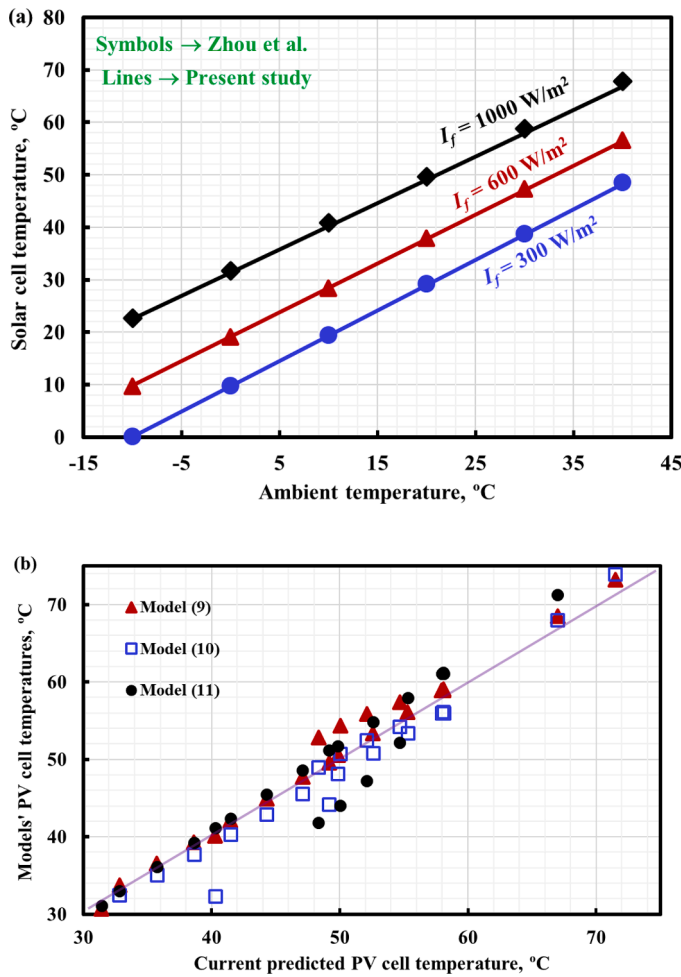 (a)
80
70
60
50
40
30
20
10
0
Solar cell temperature, ºC
Symbols → Zhou et al.
Lines → Present study
I_f = 1000 W/m²
I_f = 600 W/m²
I_f = 300 W/m²
-15 -5 5 15 25 35 45
Ambient temperature, ºC
(b)
70
60
50
40
30
Models' PV cell temperatures, ºC
Model (9)
Model (10)
Model (11)
30 40 50 60 70
Current predicted PV cell temperature, ºC